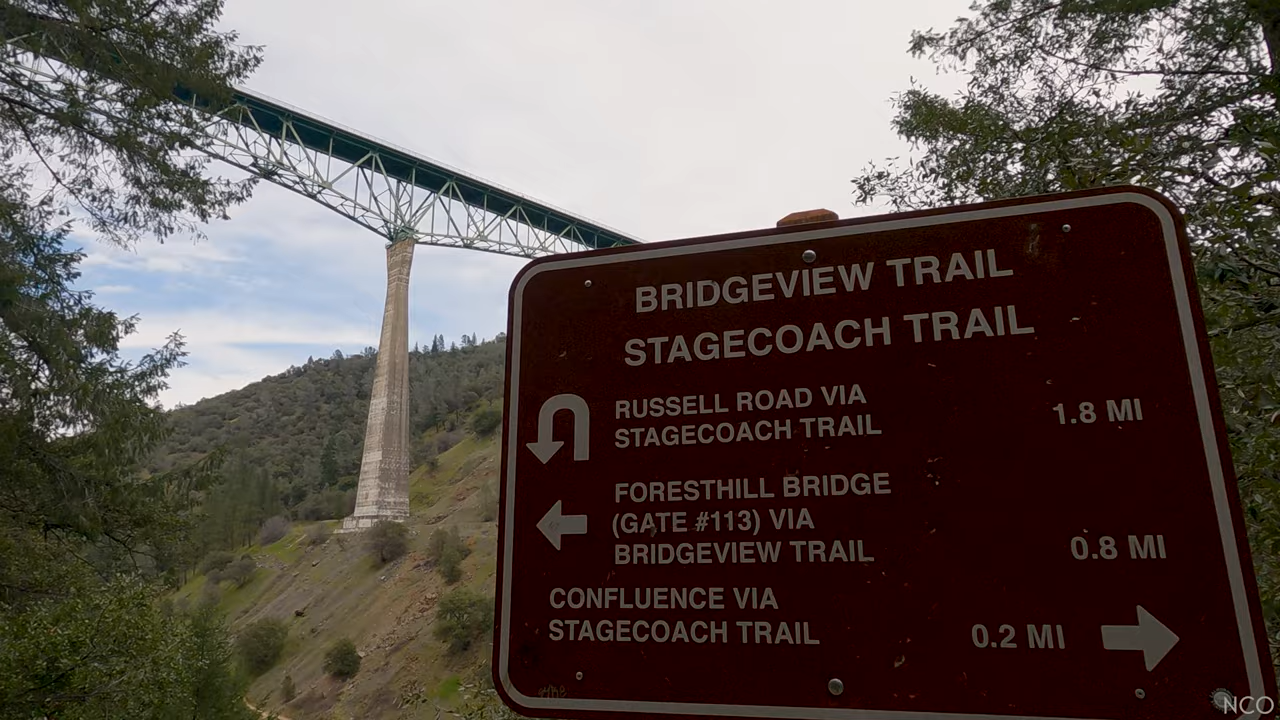 BRIDGEVIEW TRAIL
STAGECOACH TRAIL
RUSSELL ROAD VIA
STAGECOACH TRAIL 1.8 MI
FORESTHILL BRIDGE
(GATE #113) VIA
BRIDGEVIEW TRAIL 0.8 MI
CONFLUENCE VIA
STAGECOACH TRAIL 0.2 MI
NCO